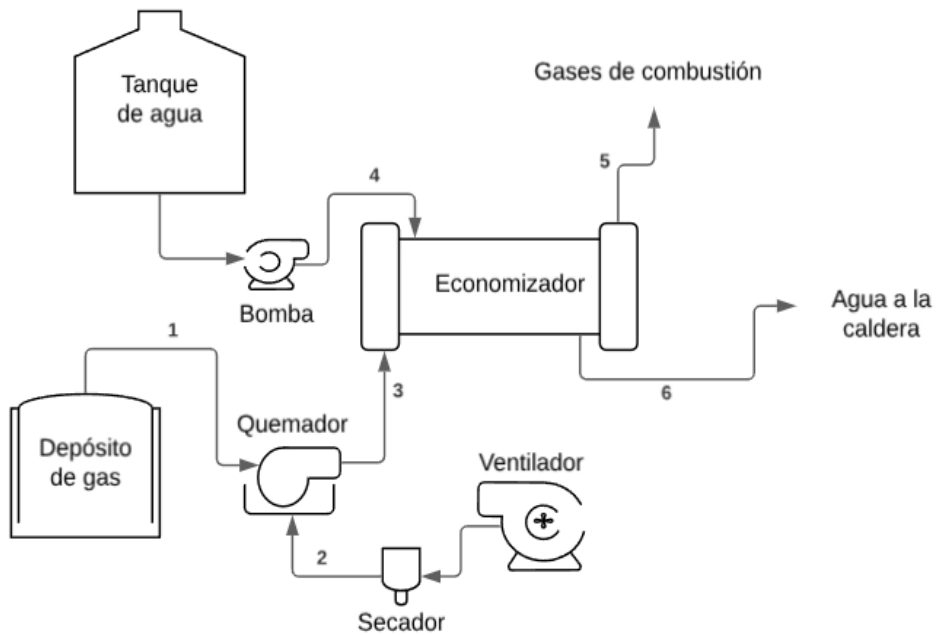 Tanque
de agua
Gases de combustión
5
4
Economizador
Bomba
Agua a la
caldera
1
6
3
Quemador
Depósito
de gas
Ventilador
2
Secador